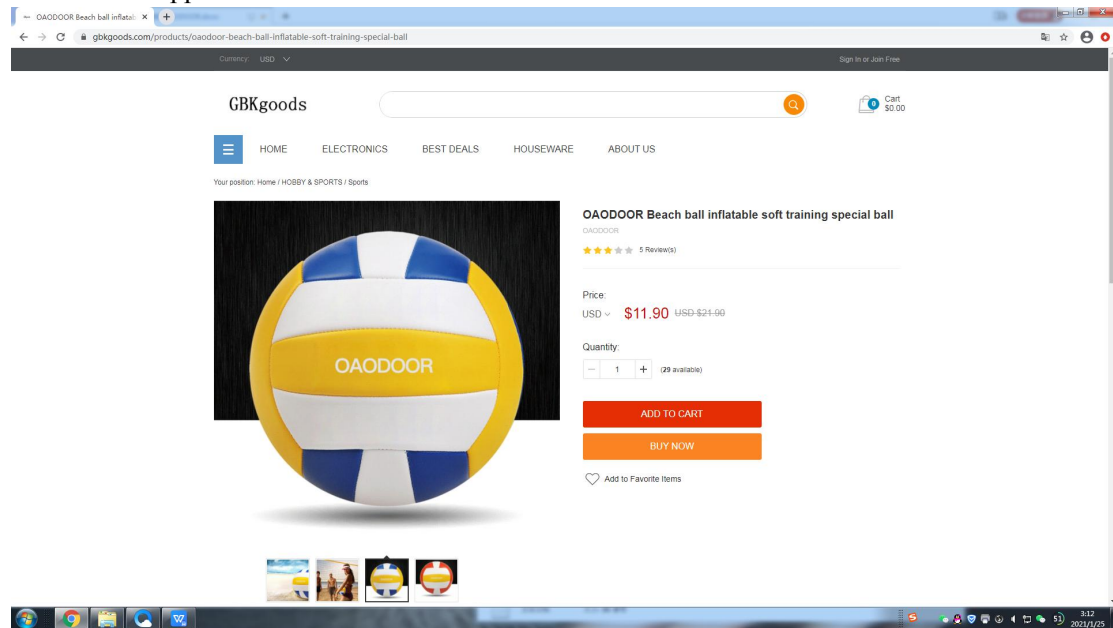 OAODOOR Beach ball inflatab
gbkgoods.com/products/oaodoor-beach-ball-inflatable-soft-training-special-ball
Currency: USD
Sign In or Join Free
GBKgoods
0
Cart
$0.00
HOME ELECTRONICS BEST DEALS HOUSEWARE ABOUT US
Your position: Home / HOBBY & SPORTS / Sports
OAODOOR Beach ball inflatable soft training special ball
OAODOOR
5 Review(s)
Price:
USD $11.90 USD $21.90
Quantity:
1 (29 available)
ADD TO CART
BUY NOW
Add to Favorite Items
OAODOOR
51
3:12
2021/1/25